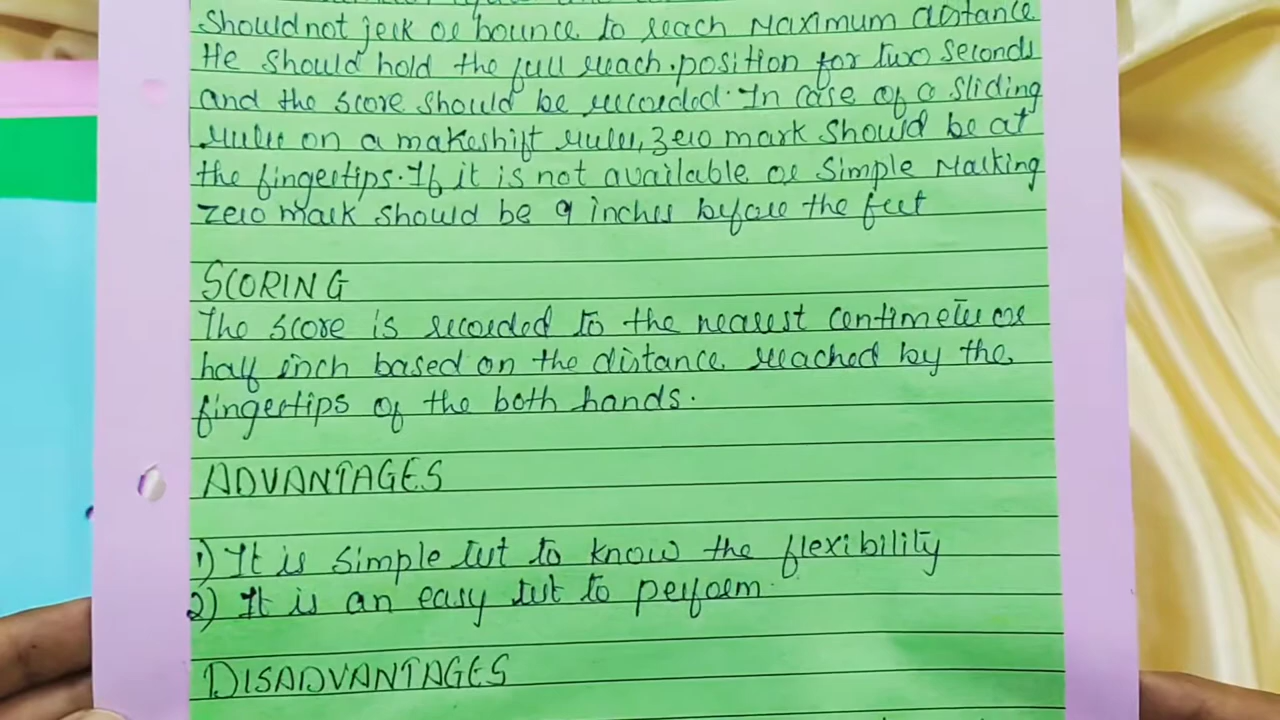 should not jerk or bounce to reach Maximum distance
He should hold the full reach position for two seconds
and the score should be recorded. In case of a sliding
ruler on a makeshift ruler, zero mark should be at
the fingertips. If it is not available or simple Marking
zero mark should be 9 inches before the feet
SCORING
The score is recorded to the nearest centimeter or
half inch based on the distance reached by the
fingertips of the both hands.
ADVANTAGES
1) It is simple test to know the flexibility
2) It is an easy test to perform.
DISADVANTAGES